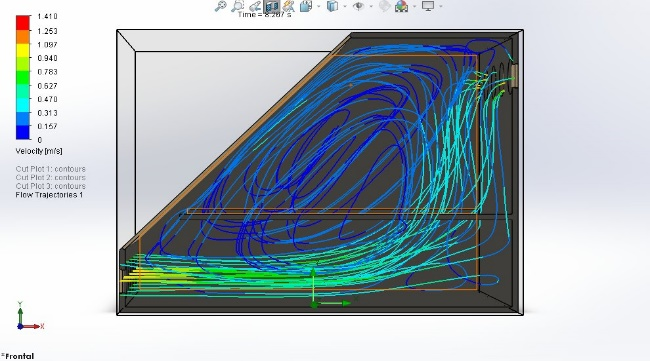 Time = 8.207 s
1.410
1.253
1.097
0.940
0.783
0.627
0.470
0.313
0.157
0
Velocity [m/s]
Cut Plot 1: contours
Cut Plot 2: contours
Cut Plot 3: contours
Flow Trajectories 1
Y
X
*Frontal